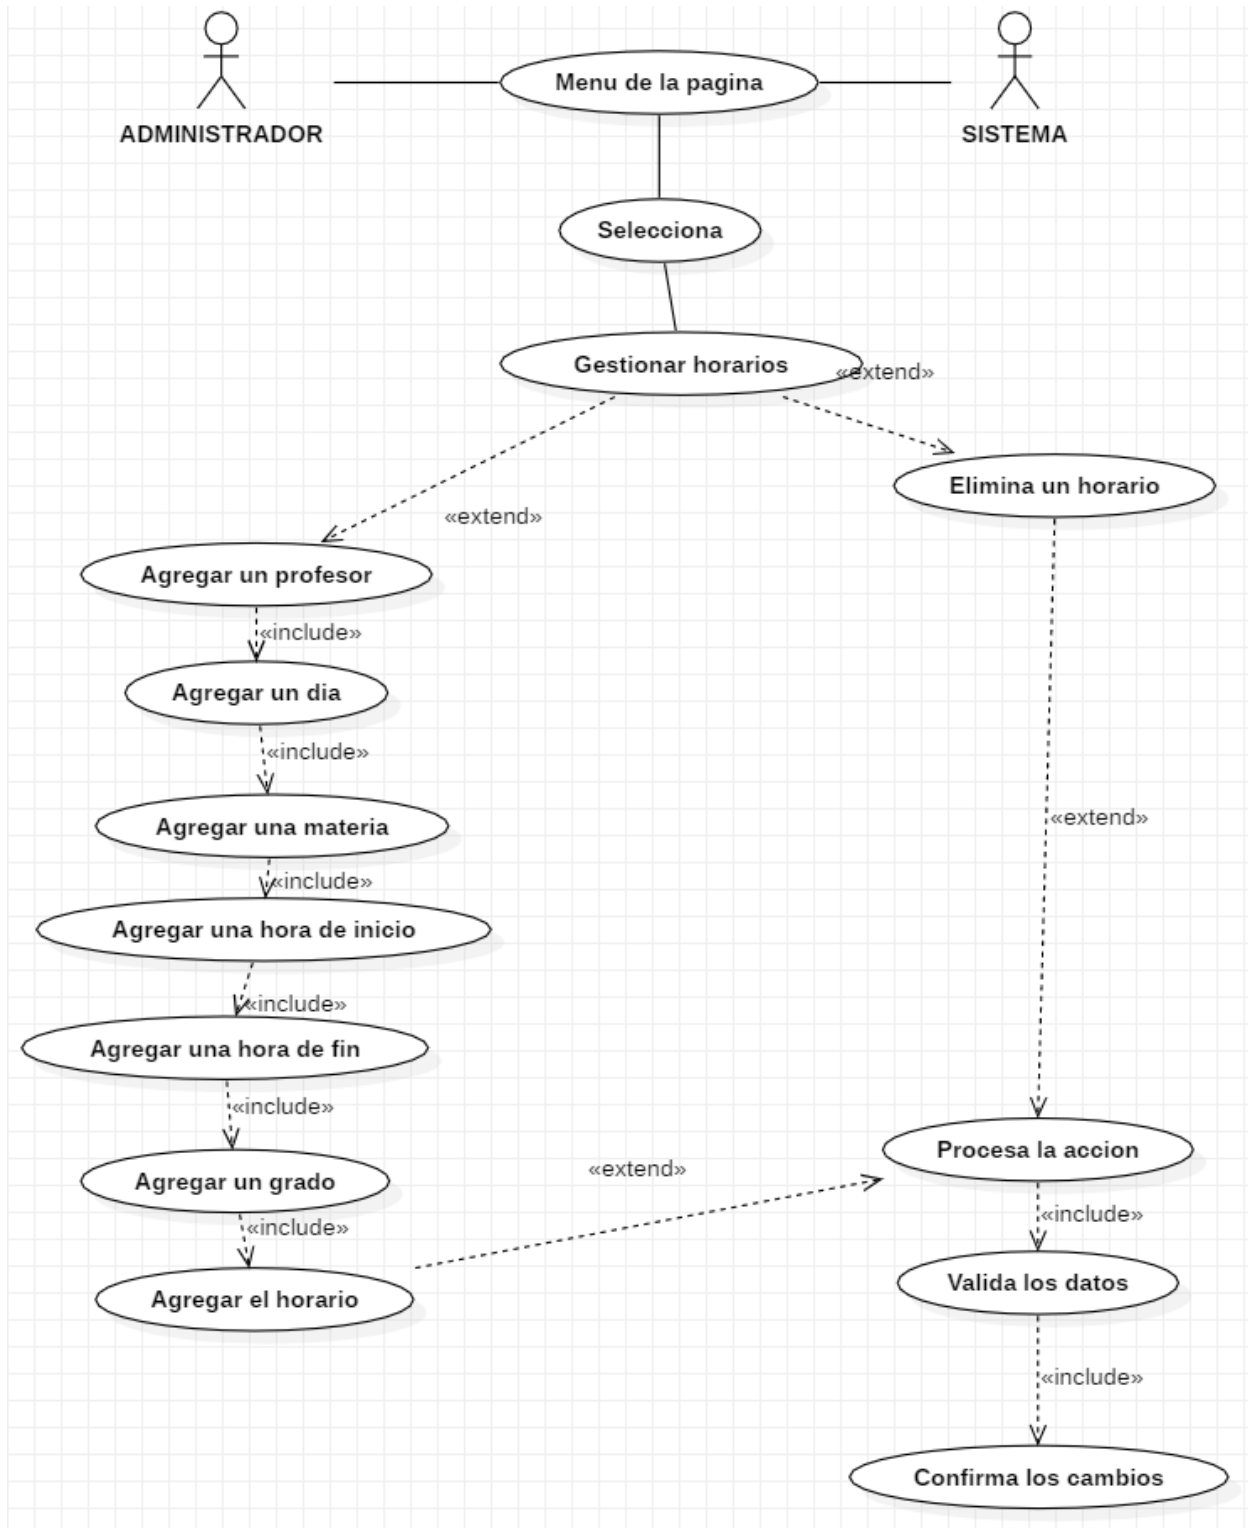 Menu de la pagina
ADMINISTRADOR
SISTEMA
Selecciona
Gestionar horarios
«extend»
Elimina un horario
«extend»
Agregar un profesor
«include»
Agregar un dia
«include»
Agregar una materia
«extend»
«include»
Agregar una hora de inicio
«include»
Agregar una hora de fin
«include»
Procesa la accion
«extend»
Agregar un grado
«include»
«include»
Valida los datos
Agregar el horario
«include»
Confirma los cambios